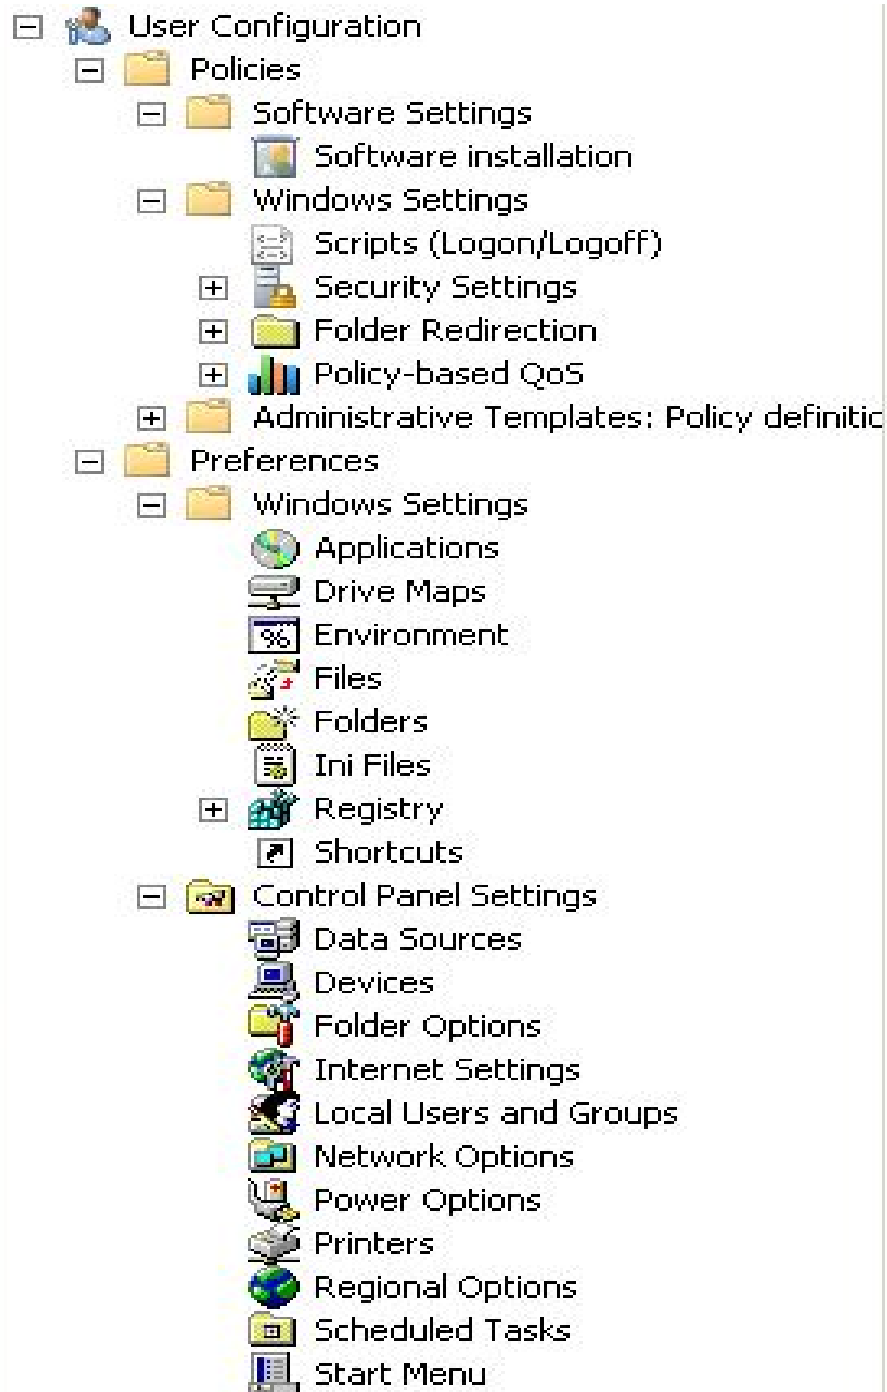 User Configuration
Policies
Software Settings
Software installation
Windows Settings
Scripts (Logon/Logoff)
Security Settings
Folder Redirection
Policy-based QoS
Administrative Templates: Policy definitic
Preferences
Windows Settings
Applications
Drive Maps
Environment
Files
Folders
Ini Files
Registry
Shortcuts
Control Panel Settings
Data Sources
Devices
Folder Options
Internet Settings
Local Users and Groups
Network Options
Power Options
Printers
Regional Options
Scheduled Tasks
Start Menu